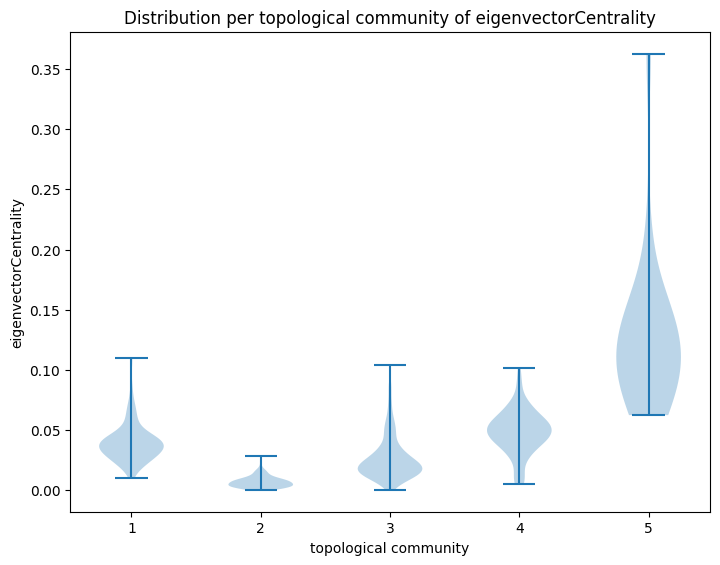 Distribution per topological community of eigenvectorCentrality
0.35
0.30
0.25
0.20
0.15
0.10
0.05
0.00
eigenvectorCentrality
1 2 3 4 5
topological community